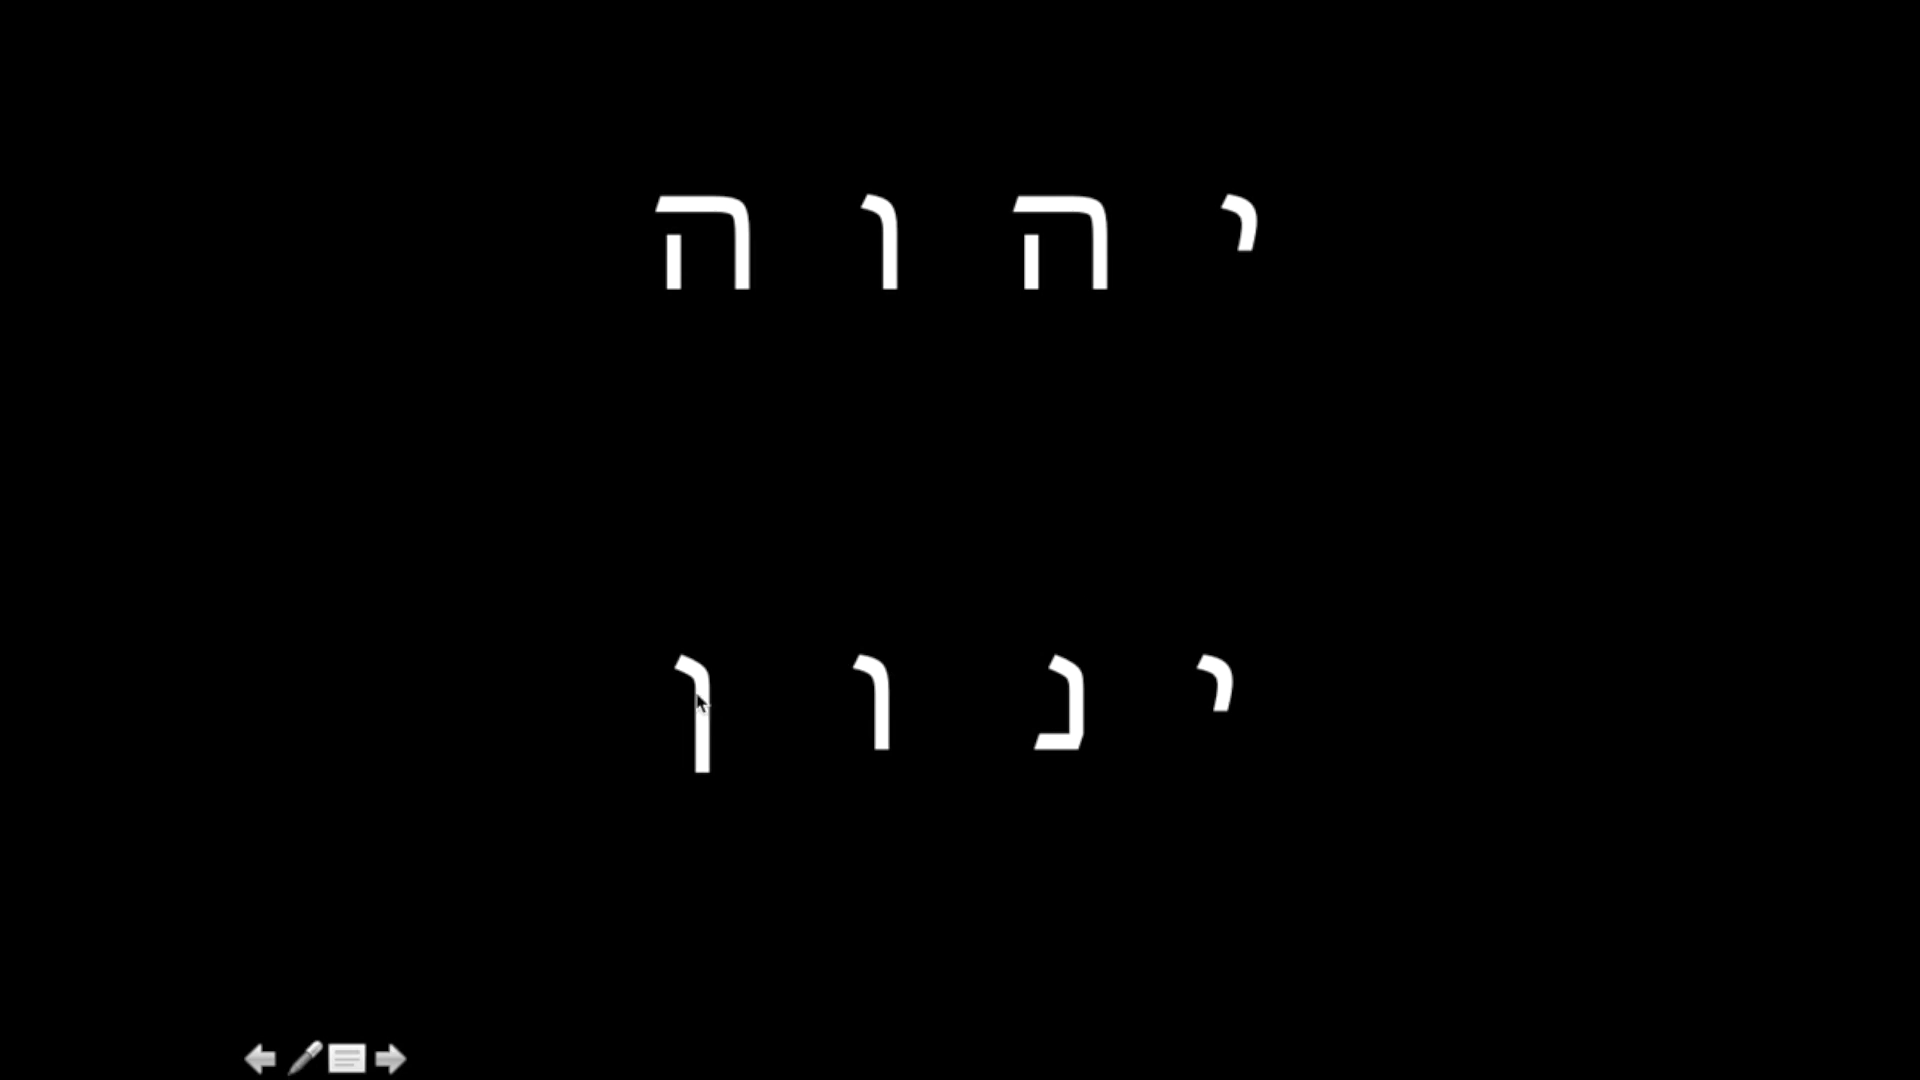 י ה ו ה
י נ ו ן